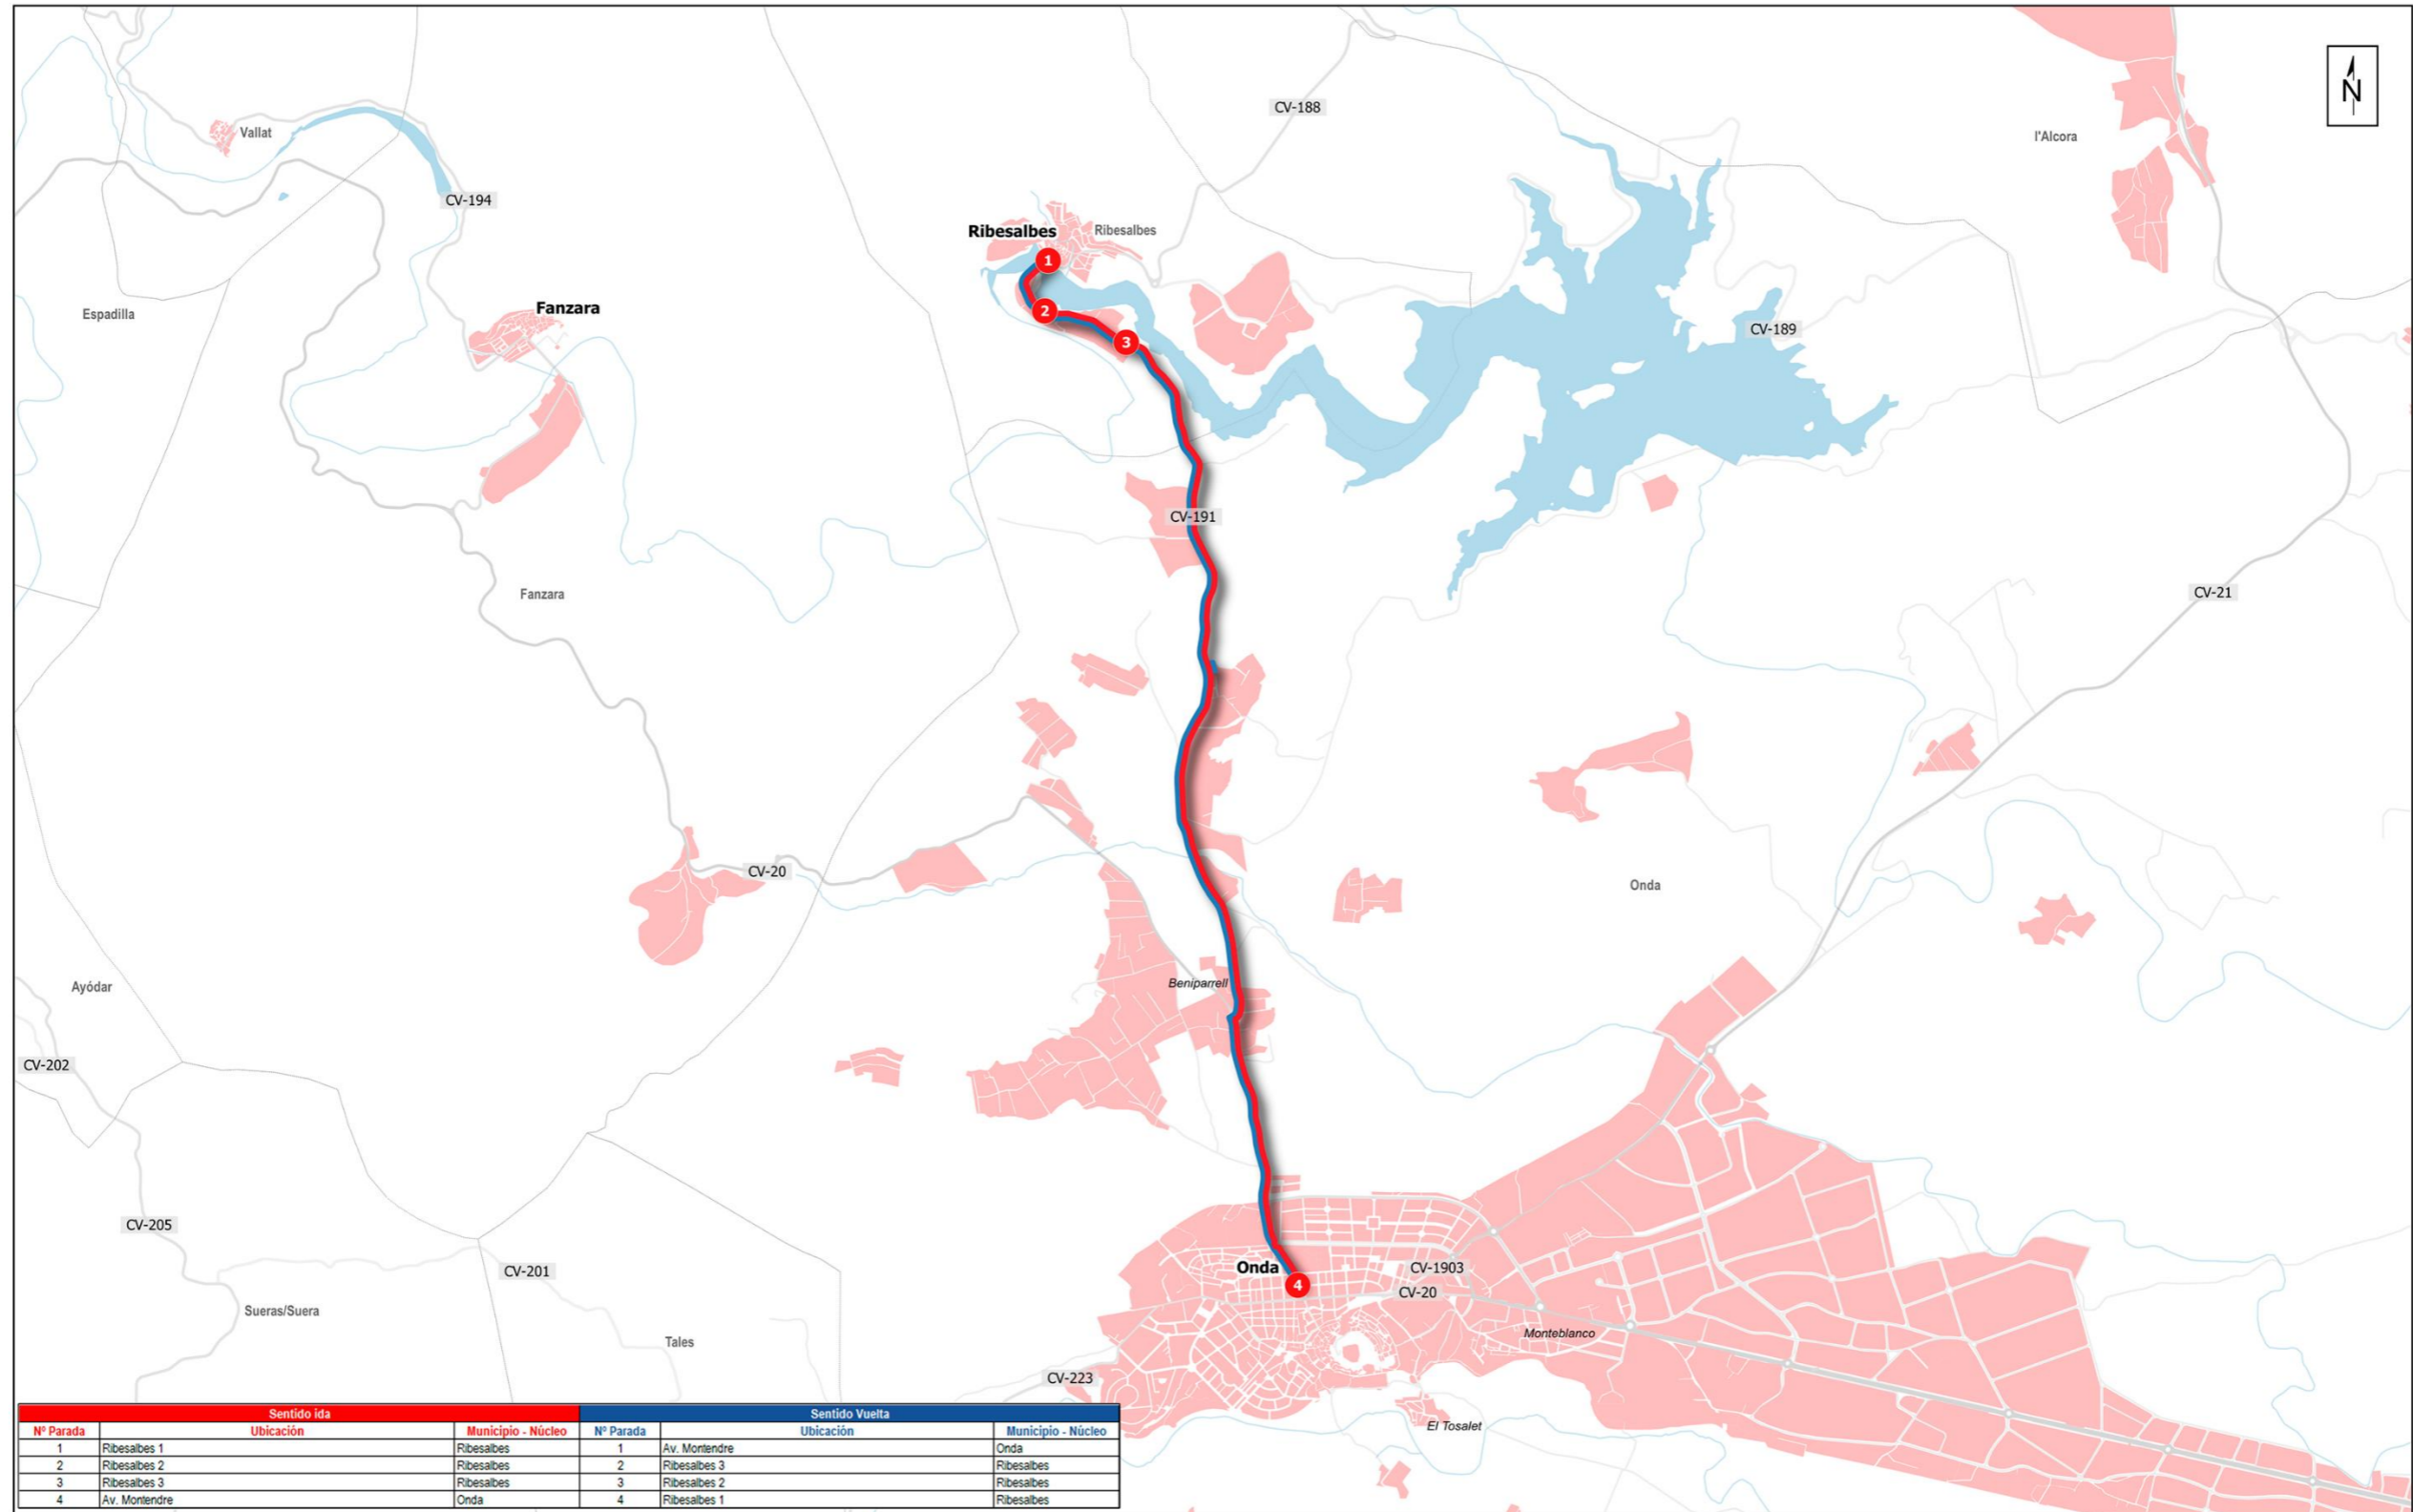 N
CV-188
l'Alcora
Vallat
CV-194
Ribesalbes
Ribesalbes
1
Fanzara
2
Espadilla
3
CV-189
CV-191
Fanzara
CV-21
CV-20
Onda
Beniparrell
Ayódar
CV-202
CV-205
Onda
CV-1903
CV-201
4
CV-20
Sueras/Suera
Monteblanco
Tales
CV-223
El Tosalet
Sentido ida Sentido Vuelta
Nº Parada Ubicación Municipio - Núcleo Nº Parada Ubicación Municipio - Núcleo
1 Ribesalbes 1 Ribesalbes 1 Av. Montendre Onda
2 Ribesalbes 2 Ribesalbes 2 Ribesalbes 3 Ribesalbes
3 Ribesalbes 3 Ribesalbes 3 Ribesalbes 2 Ribesalbes
4 Av. Montendre Onda 4 Ribesalbes 1 Ribesalbes